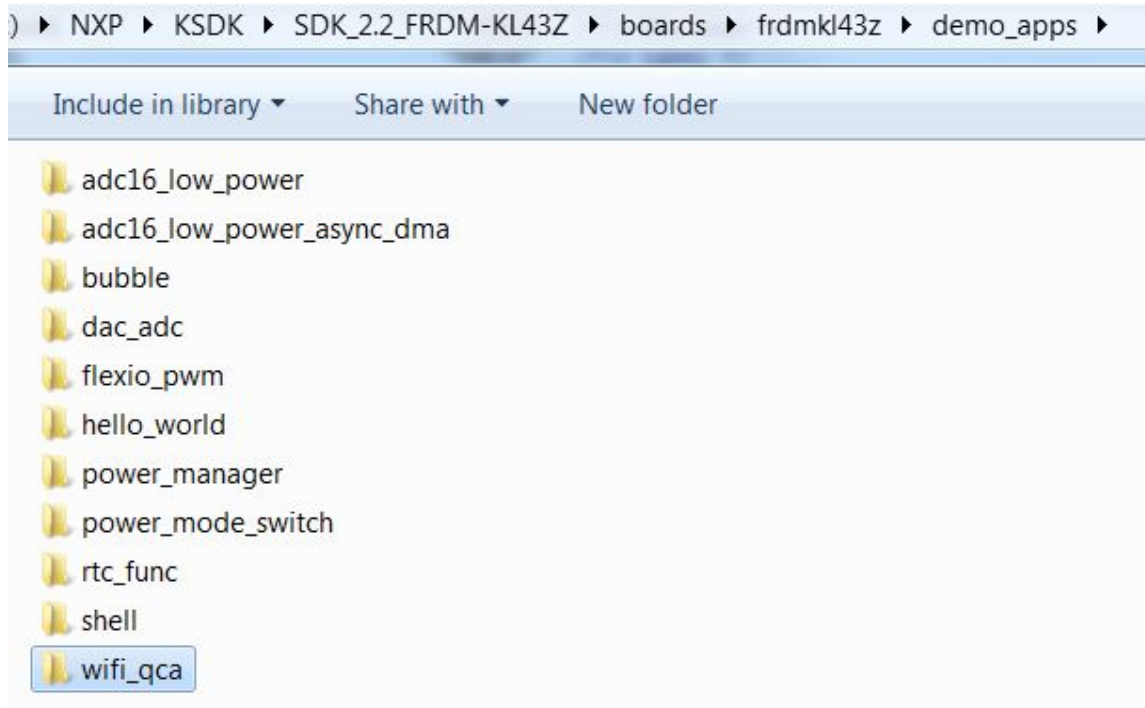 ) ▸ NXP ▸ KSDK ▸ SDK_2.2_FRDM-KL43Z ▸ boards ▸ frdmkl43z ▸ demo_apps ▸
Include in library ▾ Share with ▾ New folder
adc16_low_power
adc16_low_power_async_dma
bubble
dac_adc
flexio_pwm
hello_world
power_manager
power_mode_switch
rtc_func
shell
wifi_qca